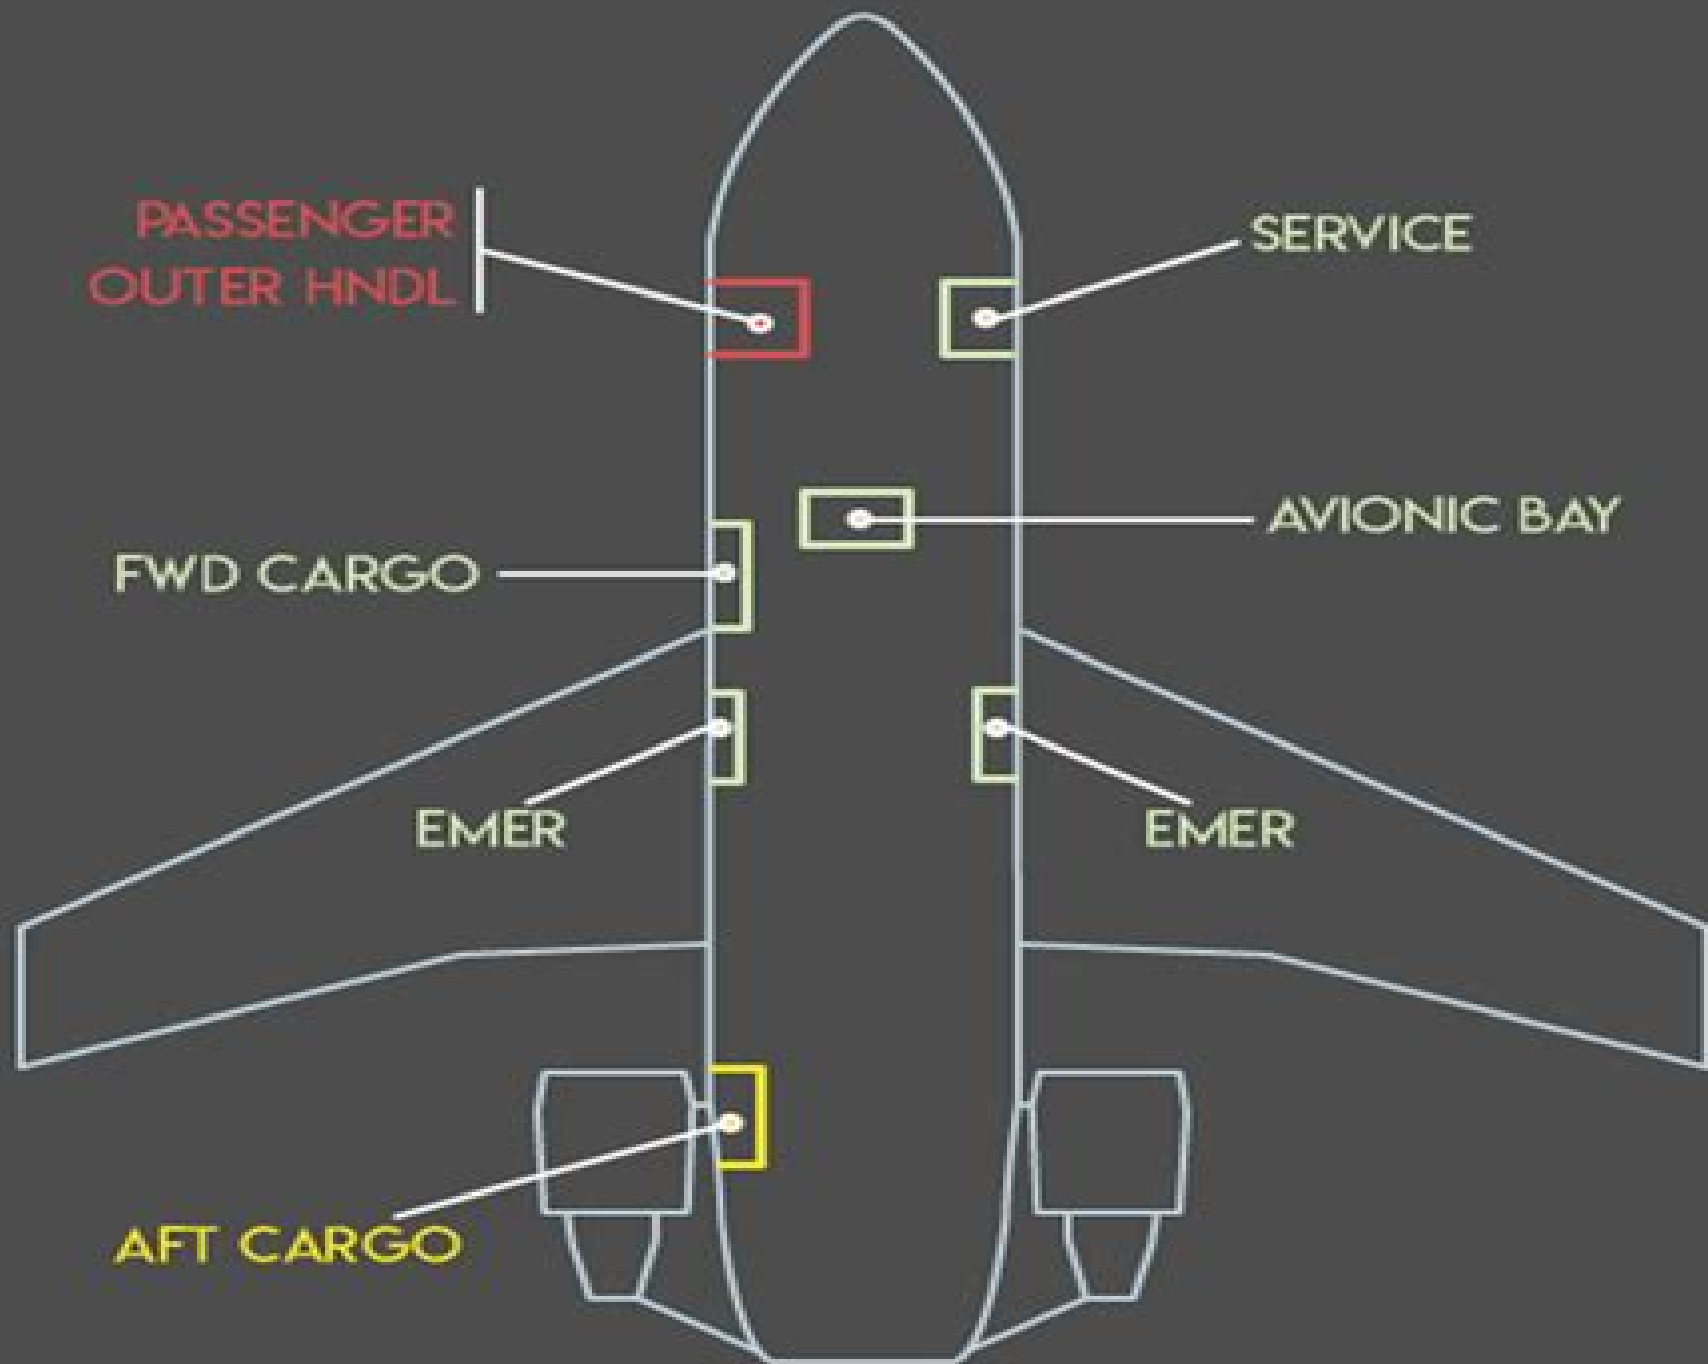 PASSENGER
OUTER HNDL
SERVICE
AVIONIC BAY
FWD CARGO
EMER
EMER
AFT CARGO